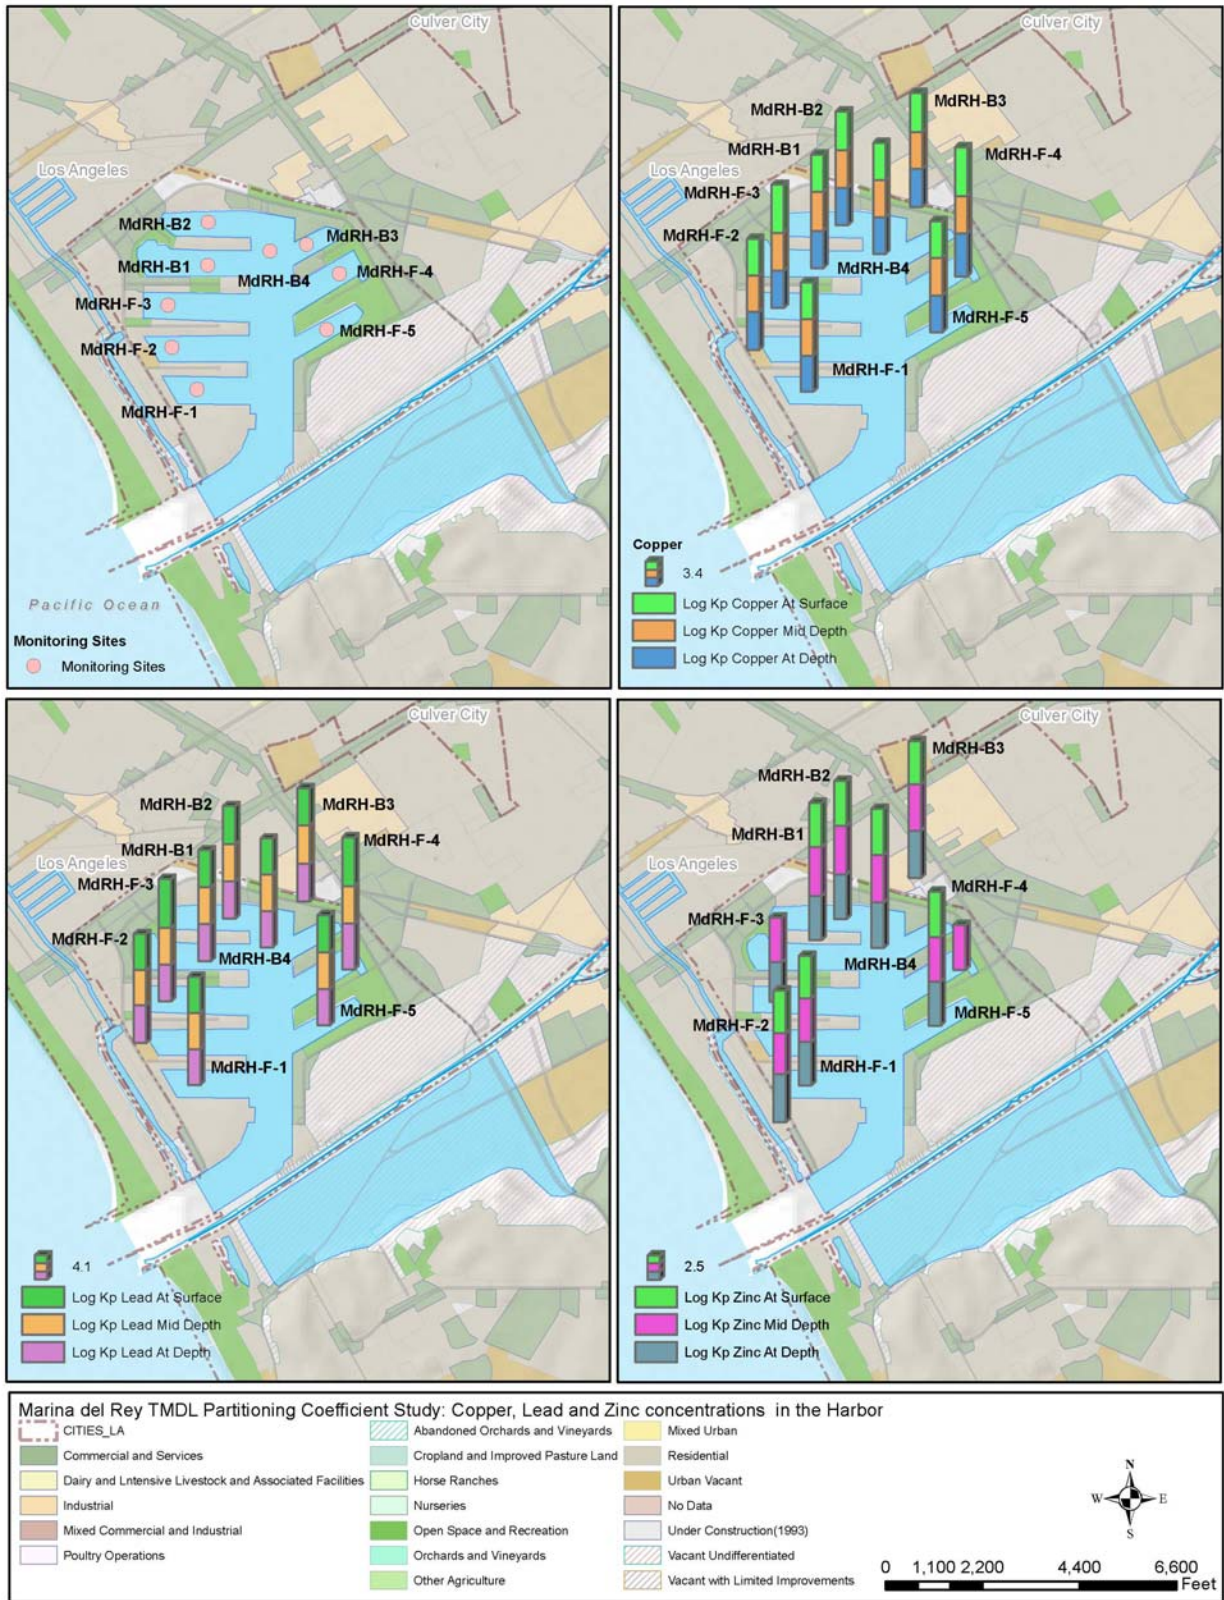 Culver City
Los Angeles
MdRH-B2
MdRH-B3
MdRH-B1
MdRH-B4
MdRH-F-4
MdRH-F-3
MdRH-F-5
MdRH-F-2
MdRH-F-1
Pacific Ocean
Monitoring Sites
Monitoring Sites
Culver City
MdRH-B3
MdRH-B2
MdRH-B1
MdRH-F-4
Los Angeles
MdRH-F-3
MdRH-F-2
MdRH-B4
MdRH-F-5
MdRH-F-1
Copper
3.4
Log Kp Copper At Surface
Log Kp Copper Mid Depth
Log Kp Copper At Depth
Culver City
MdRH-B2
MdRH-B3
MdRH-F-4
MdRH-B1
Los Angeles
MdRH-F-3
MdRH-F-2
MdRH-B4
MdRH-F-5
MdRH-F-1
4.1
Log Kp Lead At Surface
Log Kp Lead Mid Depth
Log Kp Lead At Depth
Culver City
MdRH-B3
MdRH-B2
MdRH-B1
Los Angeles
MdRH-F-4
MdRH-F-3
MdRH-B4
MdRH-F-5
MdRH-F-2
MdRH-F-1
2.5
Log Kp Zinc At Surface
Log Kp Zinc Mid Depth
Log Kp Zinc At Depth
Marina del Rey TMDL Partitioning Coefficient Study: Copper, Lead and Zinc concentrations in the Harbor
CITIES_LA
Commercial and Services
Dairy and Lntensive Livestock and Associated Facilities
Industrial
Mixed Commercial and Industrial
Poultry Operations
Abandoned Orchards and Vineyards
Cropland and Improved Pasture Land
Horse Ranches
Nurseries
Open Space and Recreation
Orchards and Vineyards
Other Agriculture
Mixed Urban
Residential
Urban Vacant
No Data
Under Construction(1993)
Vacant Undifferentiated
Vacant with Limited Improvements
N
W E
S
0 1,100 2,200 4,400 6,600
Feet